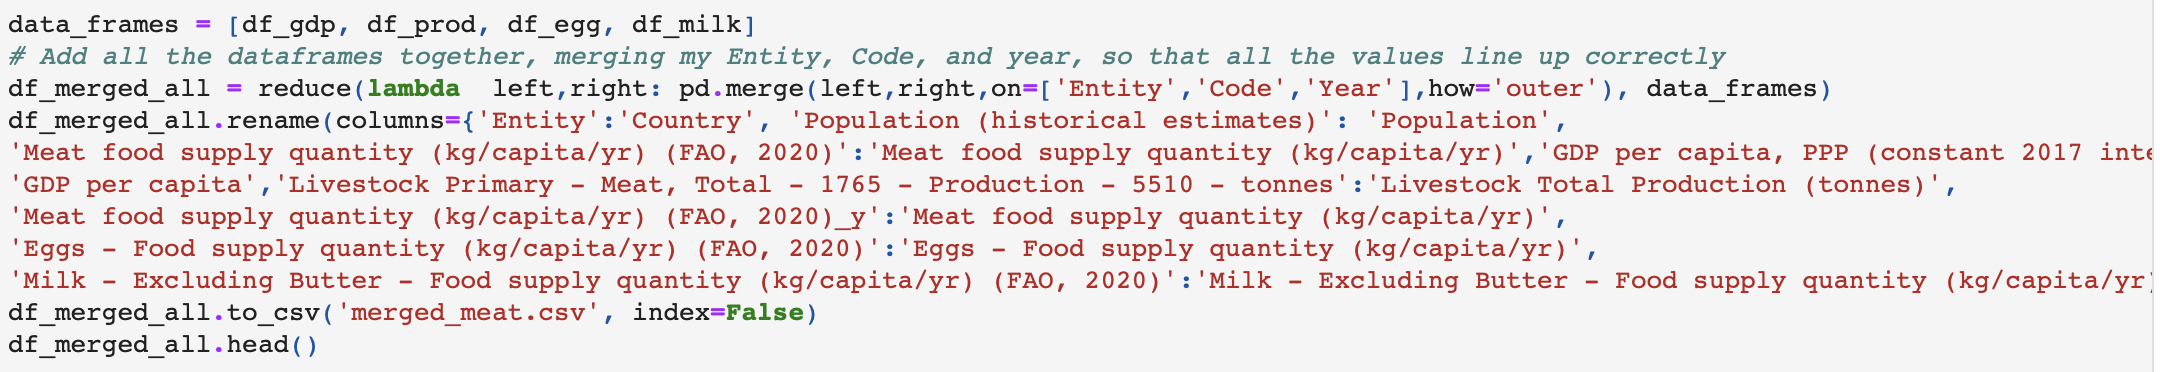 data_frames = [df_gdp, df_prod, df_egg, df_milk]
# Add all the dataframes together, merging my Entity, Code, and year, so that all the values line up correctly
df_merged_all = reduce(lambda  left,right: pd.merge(left,right,on=['Entity','Code','Year'],how='outer'), data_frames)
df_merged_all.rename(columns={'Entity':'Country', 'Population (historical estimates)': 'Population',
'Meat food supply quantity (kg/capita/yr) (FAO, 2020)':'Meat food supply quantity (kg/capita/yr)','GDP per capita, PPP (constant 2017 inte
'GDP per capita','Livestock Primary - Meat, Total - 1765 - Production - 5510 - tonnes':'Livestock Total Production (tonnes)',
'Meat food supply quantity (kg/capita/yr) (FAO, 2020)_y':'Meat food supply quantity (kg/capita/yr)',
'Eggs - Food supply quantity (kg/capita/yr) (FAO, 2020)':'Eggs - Food supply quantity (kg/capita/yr)',
'Milk - Excluding Butter - Food supply quantity (kg/capita/yr) (FAO, 2020)':'Milk - Excluding Butter - Food supply quantity (kg/capita/yr)
df_merged_all.to_csv('merged_meat.csv', index=False)
df_merged_all.head()